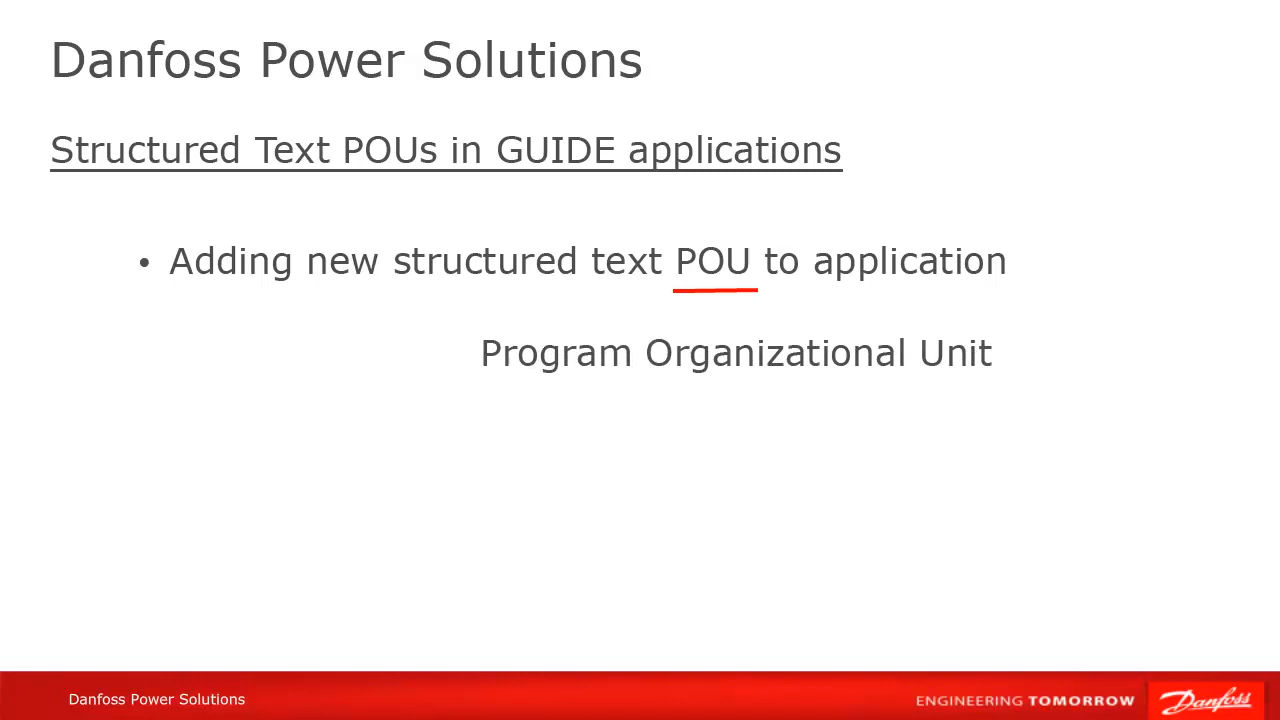 Danfoss Power Solutions
Structured Text POUs in GUIDE applications
• Adding new structured text POU to application
Program Organizational Unit
Danfoss Power Solutions
ENGINEERING TOMORROW
Danfoss